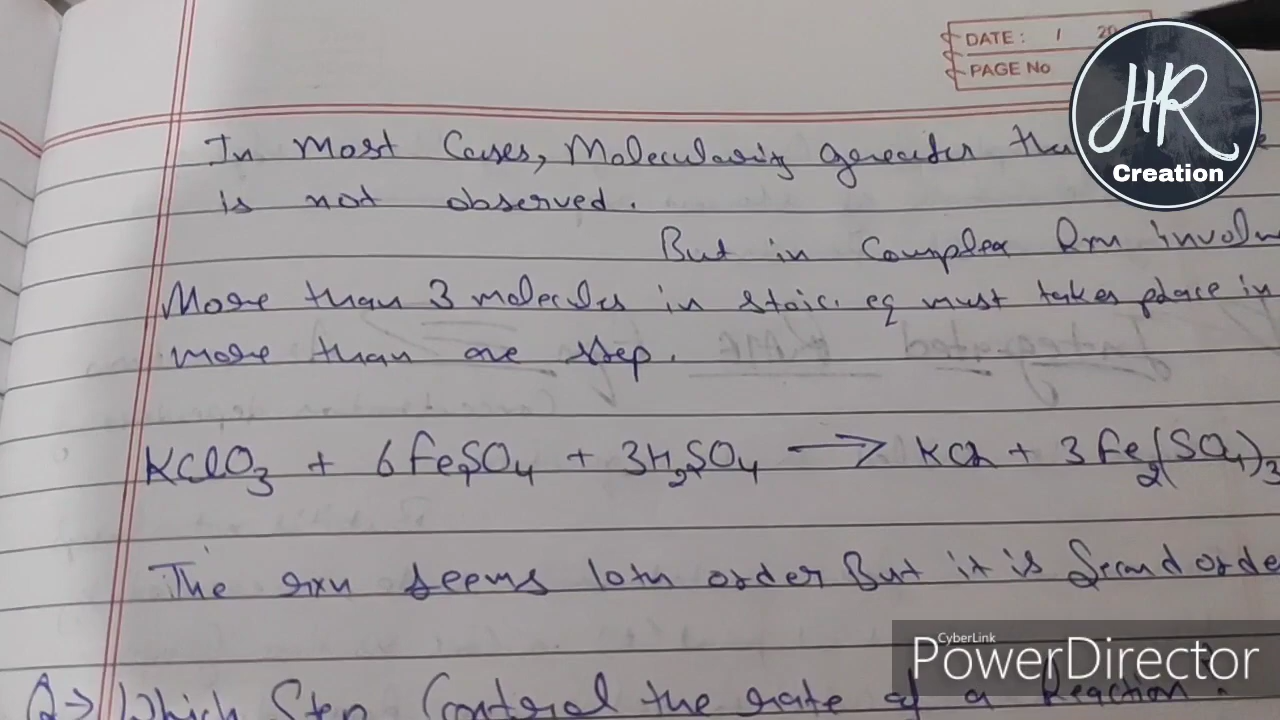 DATE: / 20
PAGE No
HR
Creation
In Most Cases, Molecularity greater tha
is not observed.
But in Complex Rxn involv
More than 3 molecules in stoic. eq must takes place in
more than one step.
KClO3 + 6FeSO4 + 3H2SO4 → KCl + 3Fe2(SO4)3
The rxn seems 10th order But it is Second orde
CyberLink
PowerDirector
Q→ Which Step Control the rate of a Reaction?